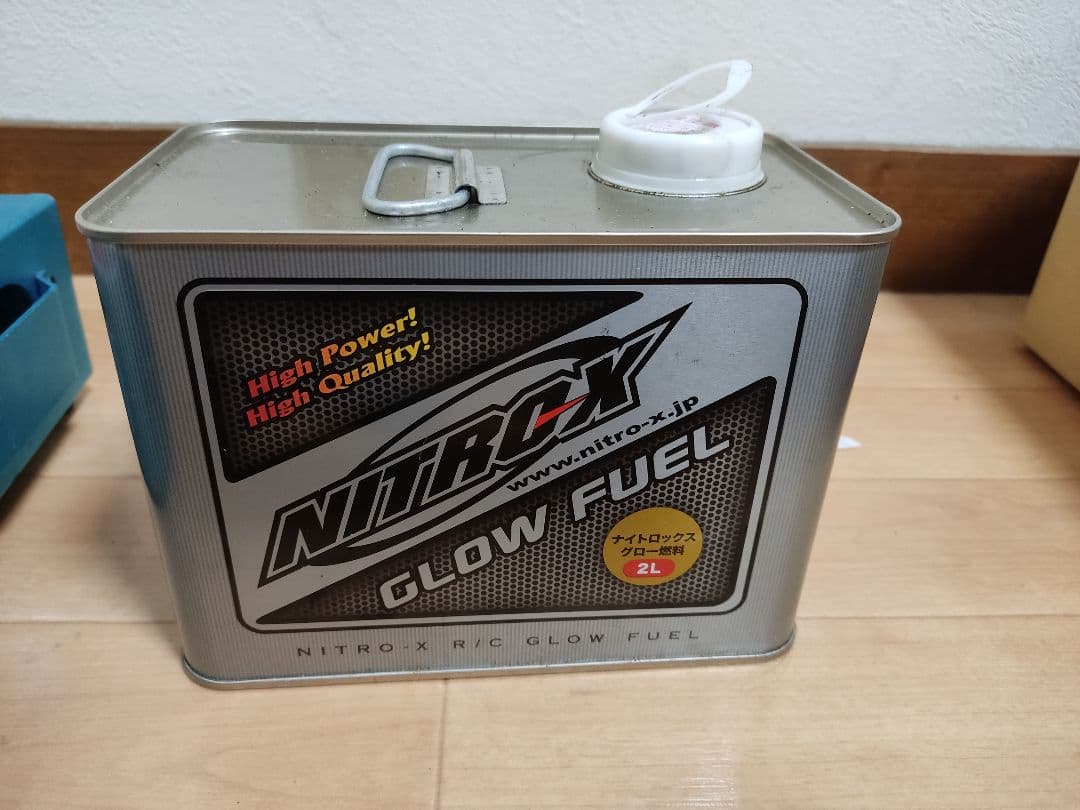 High Power!
High Quality!
NITRO-X
www.nitro-x.jp
GLOW FUEL
ナイトロックス
グロー燃料
2L
NITRO-X R/C GLOW FUEL